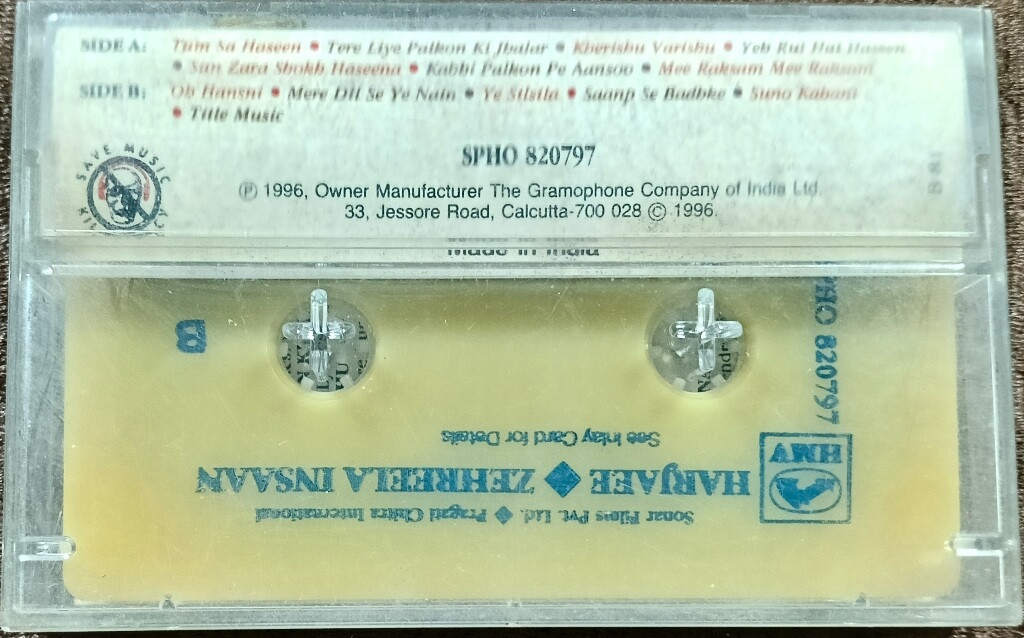 SIDE A: Tum Sa Haseen • Tere Liye Palkon Ki Jhalar • Kherishu Varishu • Yeh Rut Hai Haseen
• Sun Zara Shokh Haseena • Kabhi Palkon Pe Aansoo • Mee Raksam Mee Raksam
SIDE B: Oh Hansni • Mere Dil Se Ye Nain • Ye Silsila • Saanp Se Badhke • Suno Kahani
• Title Music
SPHO 820797
SAVE MUSIC
Ⓟ 1996, Owner Manufacturer The Gramophone Company of India Ltd.
33, Jessore Road, Calcutta-700 028 © 1996.
Made in India
B
SPHO 820797
See Inlay Card for Details
HMV
HARJAEE ◆ ZEHREELA INSAAN
Sonar Films Pvt. Ltd. ◆ Pragati Chitra International